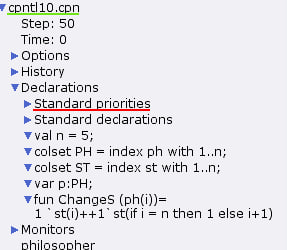 cpntl10.cpn
Step: 50
Time: 0
Options
History
Declarations
Standard priorities
Standard declarations
val n = 5;
colset PH = index ph with 1..n;
colset ST = index st with 1..n;
var p:PH;
fun ChangeS (ph(i))=
1 `st(i)++1`st(if i = n then 1 else i+1)
Monitors
philosopher